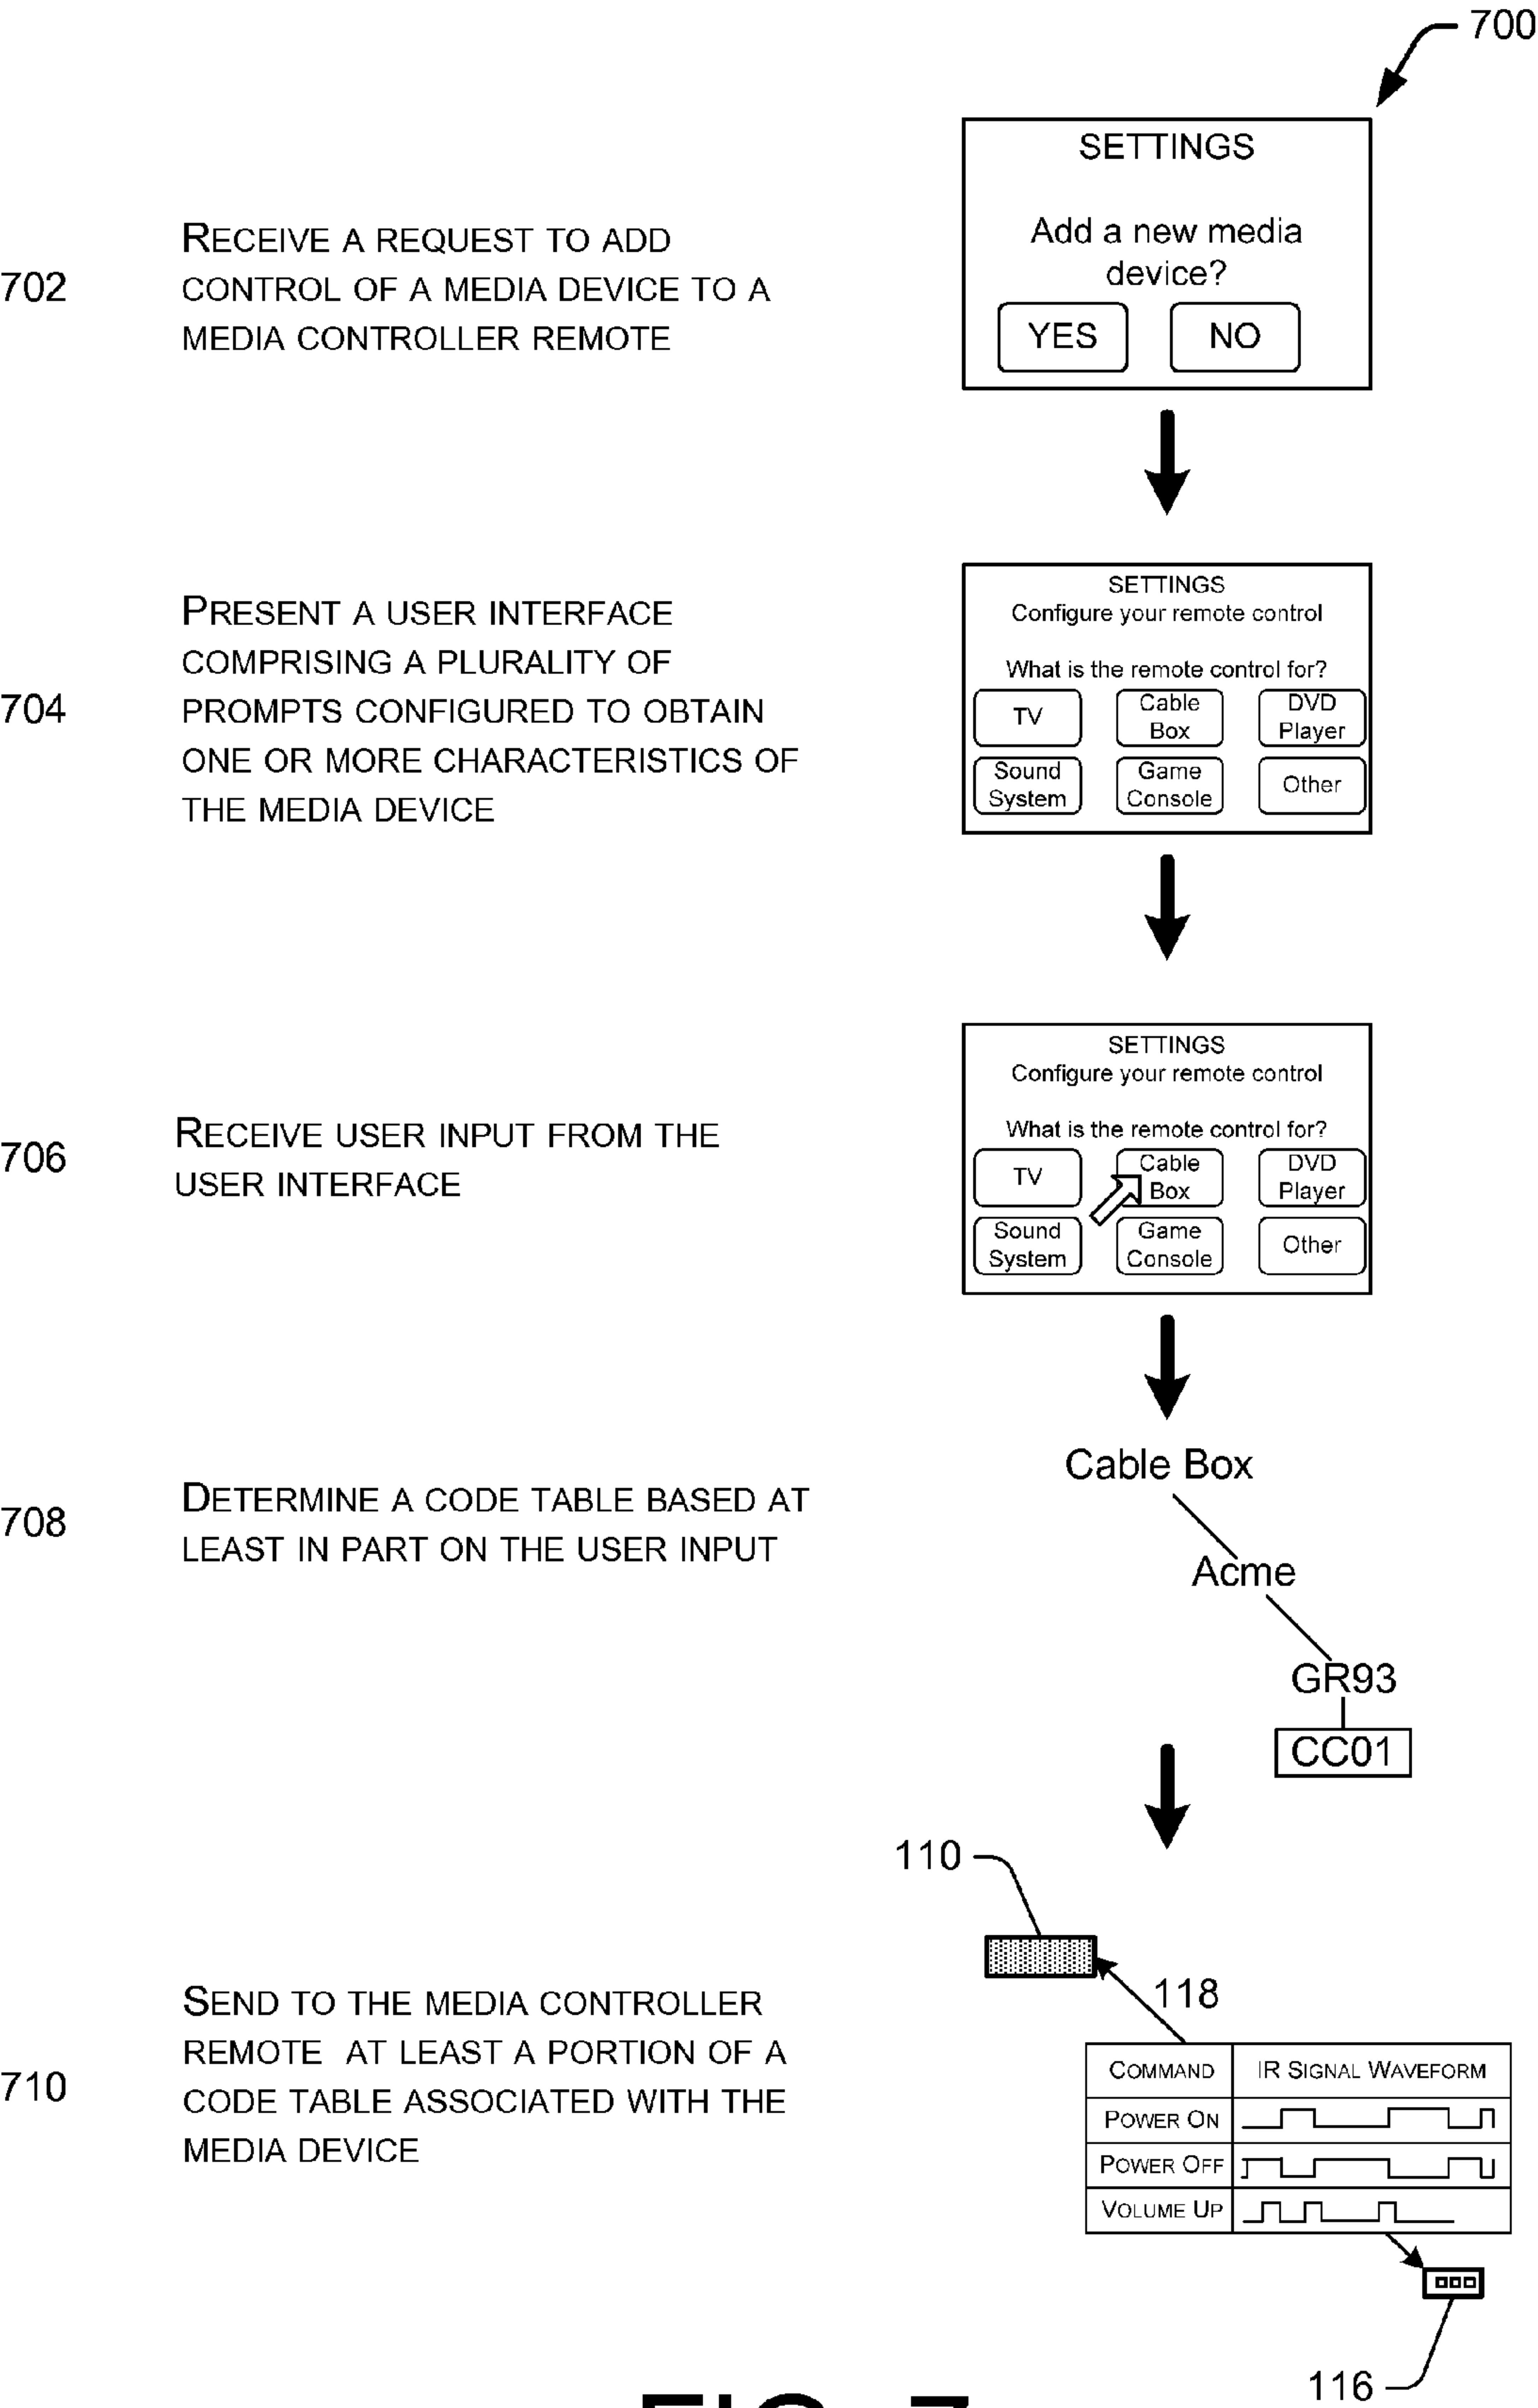 700
SETTINGS
Add a new media
device?
YES NO
702
RECEIVE A REQUEST TO ADD
CONTROL OF A MEDIA DEVICE TO A
MEDIA CONTROLLER REMOTE
SETTINGS
Configure your remote control
What is the remote control for?
TV
Cable
Box
DVD
Player
Sound
System
Game
Console
Other
704
PRESENT A USER INTERFACE
COMPRISING A PLURALITY OF
PROMPTS CONFIGURED TO OBTAIN
ONE OR MORE CHARACTERISTICS OF
THE MEDIA DEVICE
SETTINGS
Configure your remote control
What is the remote control for?
TV
Cable
Box
DVD
Player
Sound
System
Game
Console
Other
706
RECEIVE USER INPUT FROM THE
USER INTERFACE
708
DETERMINE A CODE TABLE BASED AT
LEAST IN PART ON THE USER INPUT
Cable Box
Acme
GR93
CC01
110
118
710
SEND TO THE MEDIA CONTROLLER
REMOTE AT LEAST A PORTION OF A
CODE TABLE ASSOCIATED WITH THE
MEDIA DEVICE
COMMAND IR SIGNAL WAVEFORM
POWER ON
POWER OFF
VOLUME UP
116